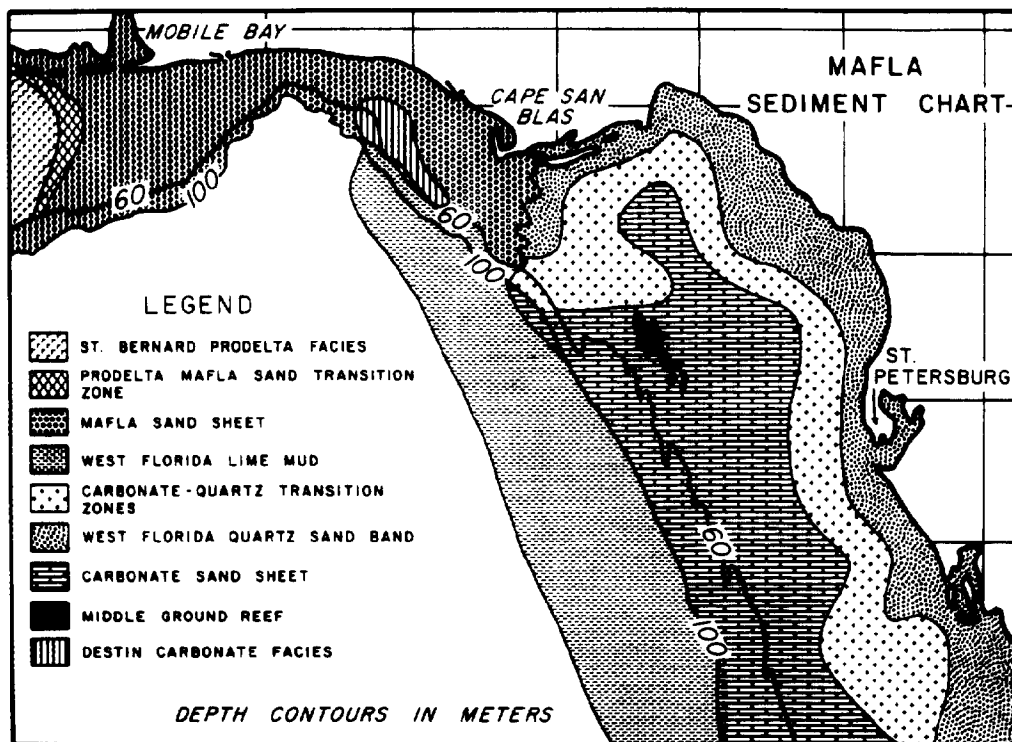 MOBILE BAY
MAFLA
SEDIMENT CHART
CAPE SAN
BLAS
60
100
60
100
ST.
PETERSBURG
LEGEND
ST. BERNARD PRODELTA FACIES
PRODELTA MAFLA SAND TRANSITION
ZONE
MAFLA SAND SHEET
WEST FLORIDA LIME MUD
CARBONATE-QUARTZ TRANSITION
ZONES
WEST FLORIDA QUARTZ SAND BAND
CARBONATE SAND SHEET
MIDDLE GROUND REEF
DESTIN CARBONATE FACIES
60
100
DEPTH CONTOURS IN METERS